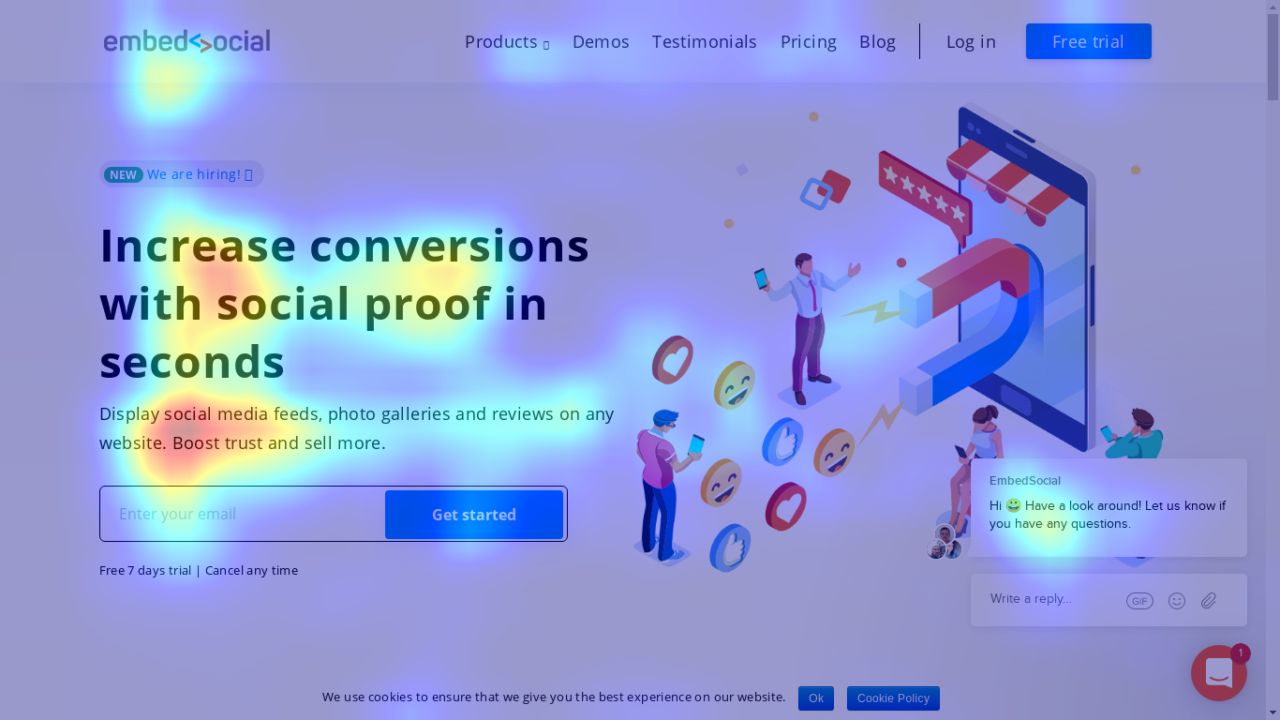 embedsocial
Products
Demos
Testimonials
Pricing
Blog
Log in
Free trial
NEW We are hiring!
Increase conversions
with social proof in
seconds
Display social media feeds, photo galleries and reviews on any
website. Boost trust and sell more.
Enter your email
Get started
Free 7 days trial | Cancel any time
EmbedSocial
Hi 😀 Have a look around! Let us know if
you have any questions.
Write a reply...
GIF
1
We use cookies to ensure that we give you the best experience on our website.
Ok
Cookie Policy